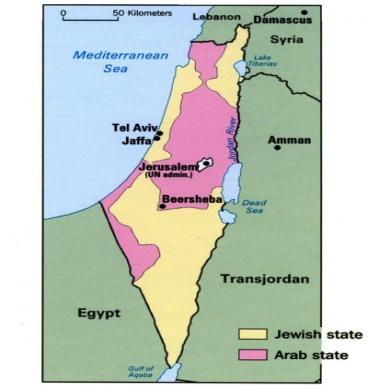 0 50 Kilometers
Lebanon
Damascus
Syria
Mediterranean
Sea
Lake
Tiberias
Tel Aviv
Jaffa
Jordan River
Amman
Jerusalem
(UN admin.)
Beersheba
Dead
Sea
Transjordan
Egypt
Jewish state
Arab state
Gulf of
Aqaba